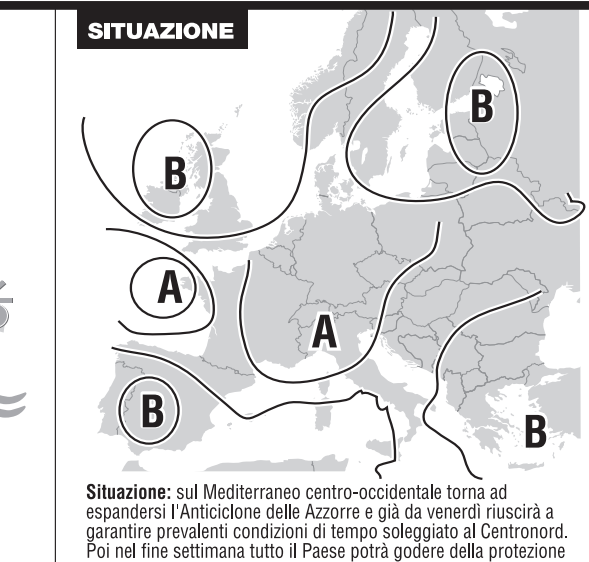 SITUAZIONE
B
B
A
A
B
B
Situazione: sul Mediterraneo centro-occidentale torna ad
espandersi l'Anticiclone delle Azzorre e già da venerdì riuscirà a
garantire prevalenti condizioni di tempo soleggiato al Centronord.
Poi nel fine settimana tutto il Paese potrà godere della protezione